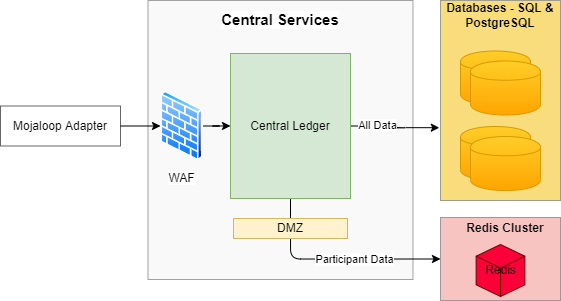 Central Services
Databases - SQL &
PostgreSQL
Mojaloop Adapter
WAF
Central Ledger
All Data
DMZ
Participant Data
Redis Cluster
Redis